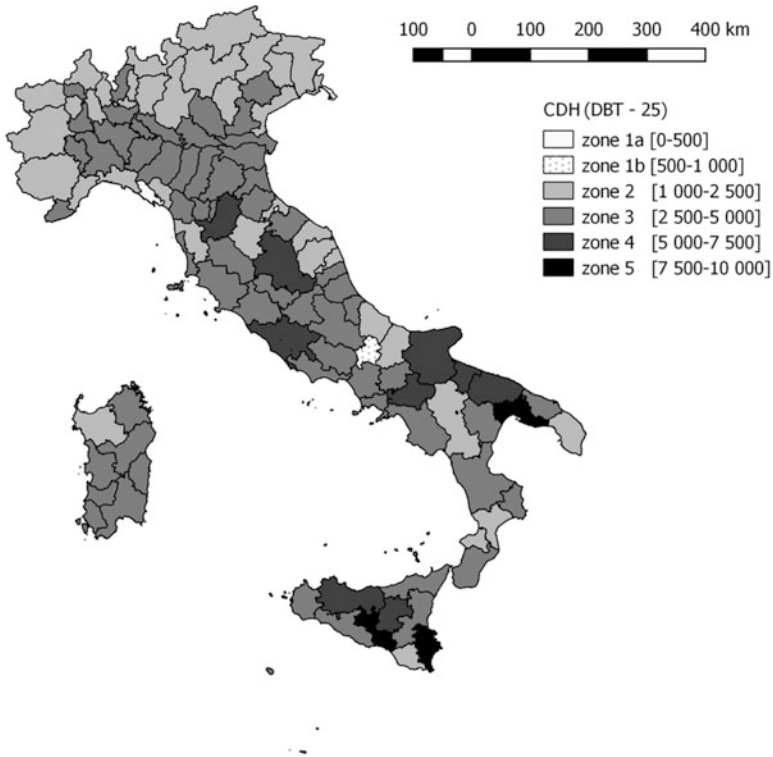 100 0 100 200 300 400 km
CDH (DBT - 25)
zone 1a [0-500]
zone 1b [500-1 000]
zone 2 [1 000-2 500]
zone 3 [2 500-5 000]
zone 4 [5 000-7 500]
zone 5 [7 500-10 000]